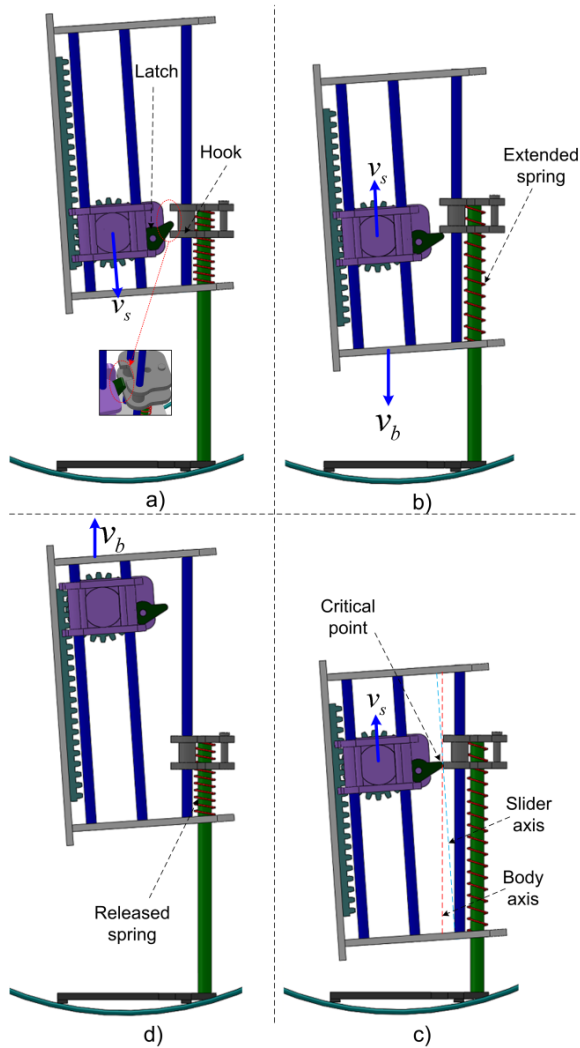 Latch
Hook
v_s
a)
v_s
Extended
spring
v_b
b)
v_b
Released
spring
d)
Critical
point
v_s
Slider
axis
Body
axis
c)